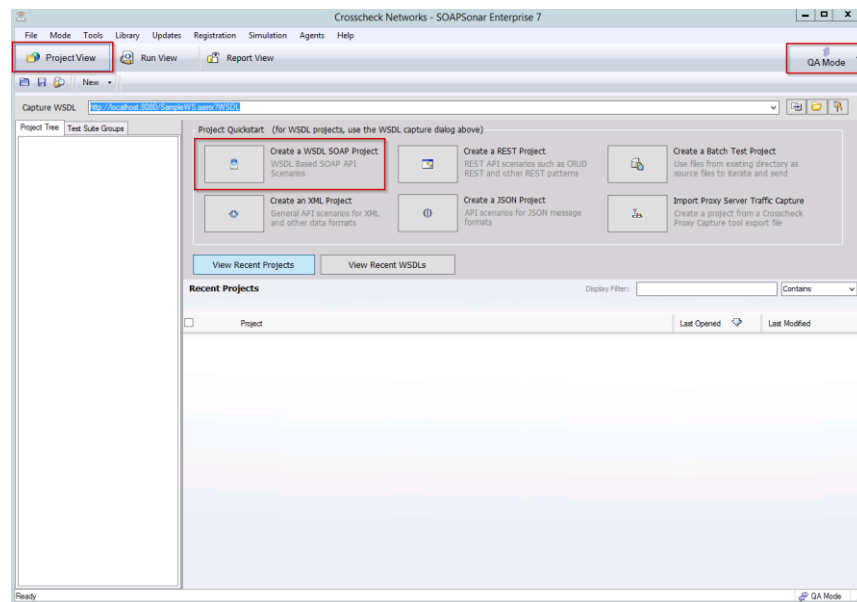 Crosscheck Networks - SOAPSonar Enterprise 7
File Mode Tools Library Updates Registration Simulation Agents Help
Project View Run View Report View QA Mode
New
Capture WSDL http://localhost:8080/SampleWS.asmx?WSDL
Project Tree Test Suite Groups
Project Quickstart (for WSDL projects, use the WSDL capture dialog above)
Create a WSDL SOAP Project
WSDL Based SOAP API
Scenarios
Create a REST Project
REST API scenarios such as CRUD
REST and other REST patterns
Create a Batch Test Project
Use files from existing directory as
source files to iterate and send
Create an XML Project
General API scenarios for XML
and other data formats
Create a JSON Project
API scenarios for JSON message
formats
Import Proxy Server Traffic Capture
Create a project from a Crosscheck
Proxy Capture tool export file
View Recent Projects View Recent WSDLs
Recent Projects Display Filter: Contains
Project Last Opened Last Modified
Ready QA Mode